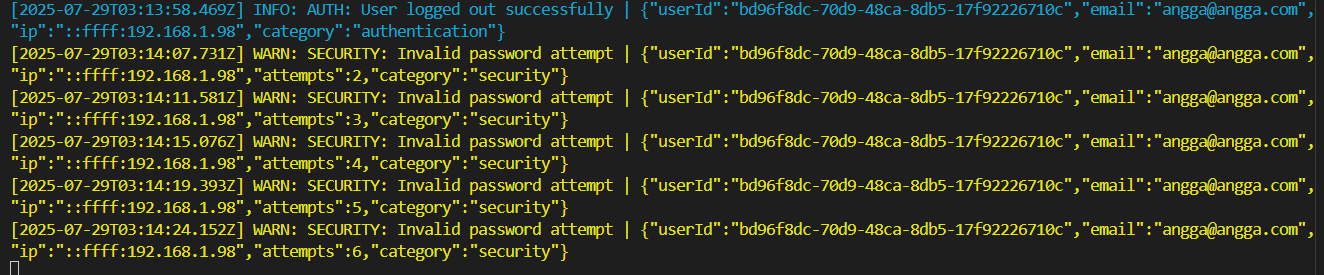 [2025-07-29T03:13:58.469Z] INFO: AUTH: User logged out successfully | {"userId":"bd96f8dc-70d9-48ca-8db5-17f92226710c","email":"angga@angga.com",
"ip":"::ffff:192.168.1.98","category":"authentication"}
[2025-07-29T03:14:07.731Z] WARN: SECURITY: Invalid password attempt | {"userId":"bd96f8dc-70d9-48ca-8db5-17f92226710c","email":"angga@angga.com",
"ip":"::ffff:192.168.1.98","attempts":2,"category":"security"}
[2025-07-29T03:14:11.581Z] WARN: SECURITY: Invalid password attempt | {"userId":"bd96f8dc-70d9-48ca-8db5-17f92226710c","email":"angga@angga.com",
"ip":"::ffff:192.168.1.98","attempts":3,"category":"security"}
[2025-07-29T03:14:15.076Z] WARN: SECURITY: Invalid password attempt | {"userId":"bd96f8dc-70d9-48ca-8db5-17f92226710c","email":"angga@angga.com",
"ip":"::ffff:192.168.1.98","attempts":4,"category":"security"}
[2025-07-29T03:14:19.393Z] WARN: SECURITY: Invalid password attempt | {"userId":"bd96f8dc-70d9-48ca-8db5-17f92226710c","email":"angga@angga.com",
"ip":"::ffff:192.168.1.98","attempts":5,"category":"security"}
[2025-07-29T03:14:24.152Z] WARN: SECURITY: Invalid password attempt | {"userId":"bd96f8dc-70d9-48ca-8db5-17f92226710c","email":"angga@angga.com",
"ip":"::ffff:192.168.1.98","attempts":6,"category":"security"}